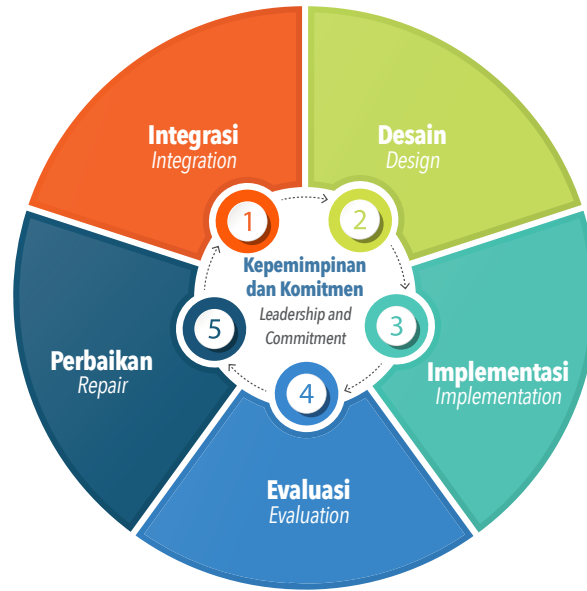 Integrasi
Integration
1
Desain
Design
2
Implementasi
Implementation
3
Evaluasi
Evaluation
4
Perbaikan
Repair
5
Kepemimpinan
dan Komitmen
Leadership and
Commitment